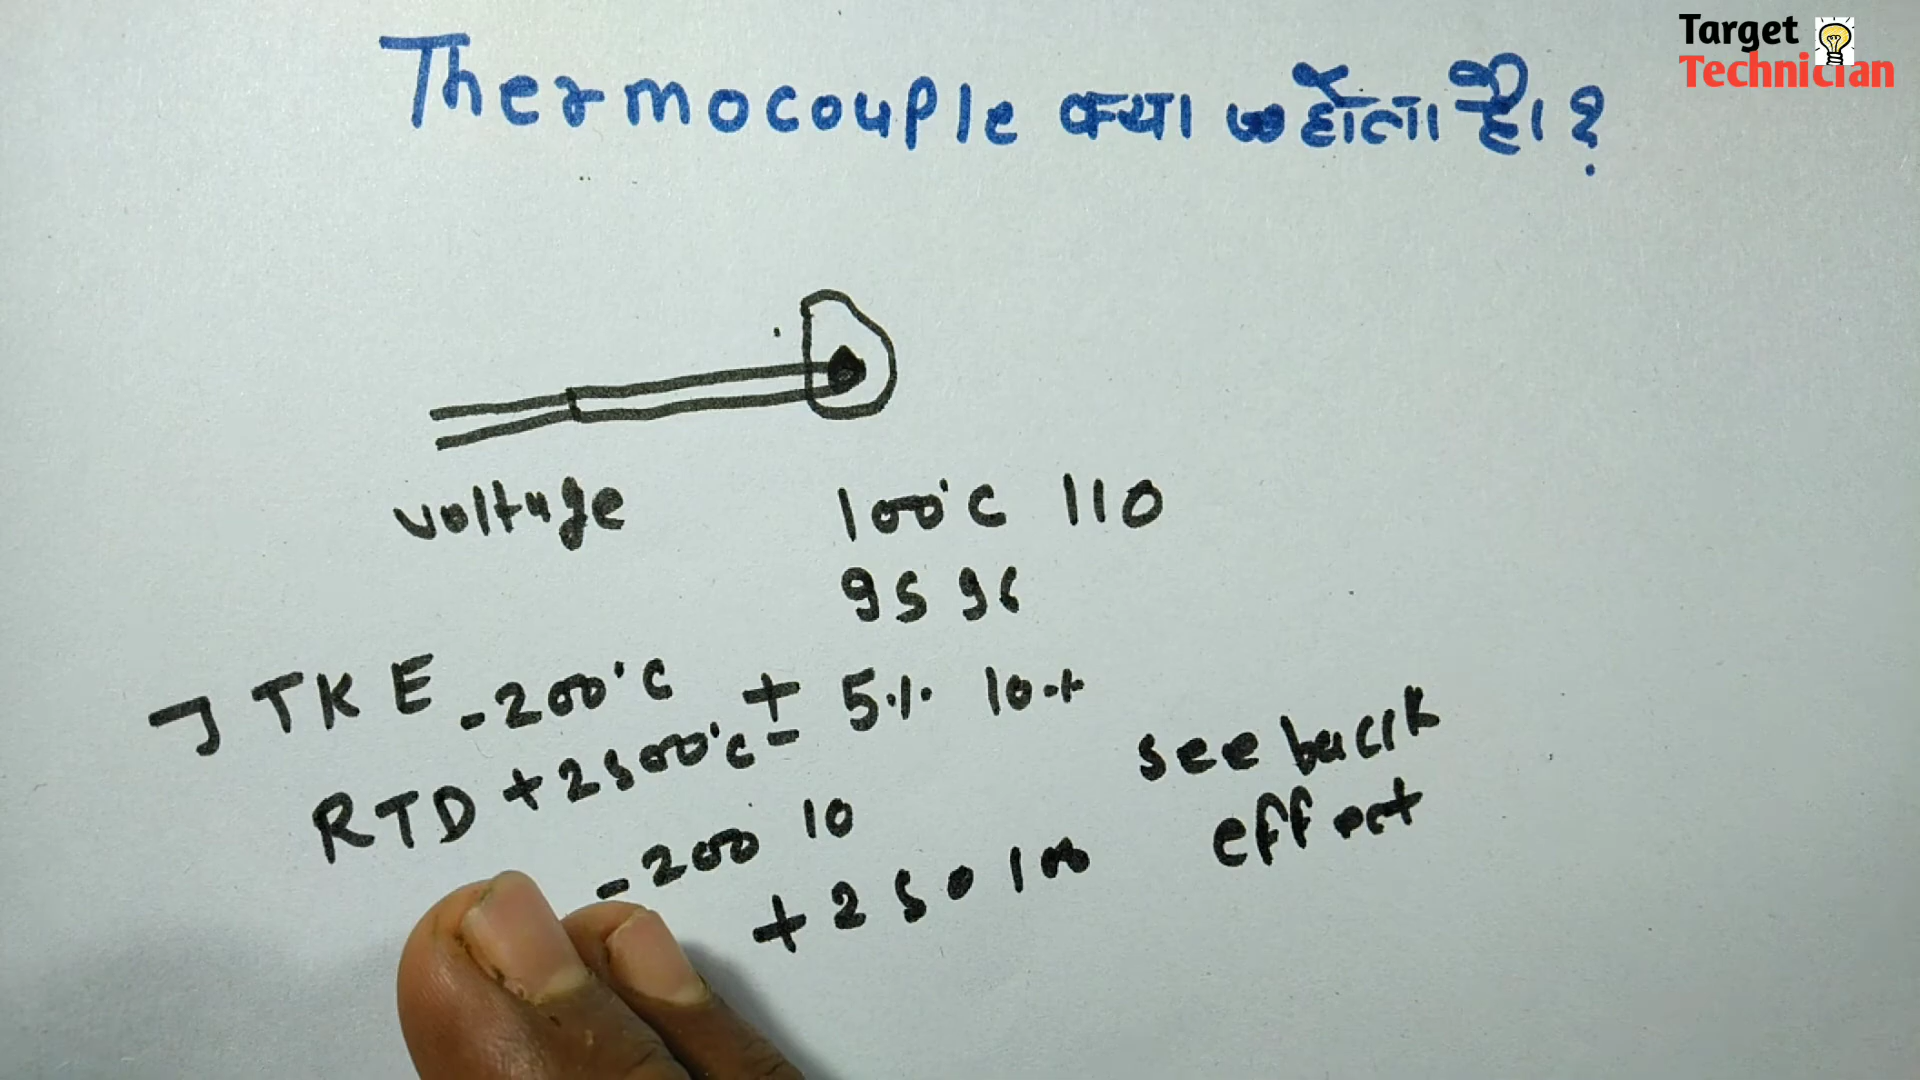 Target
Technician
Thermocouple क्या होता है। ?
voltage 100°C 110
95 96
J T K E -200°C ± 5% 10%
RTD +2500°C
-200 10
+250 100
see back
effect